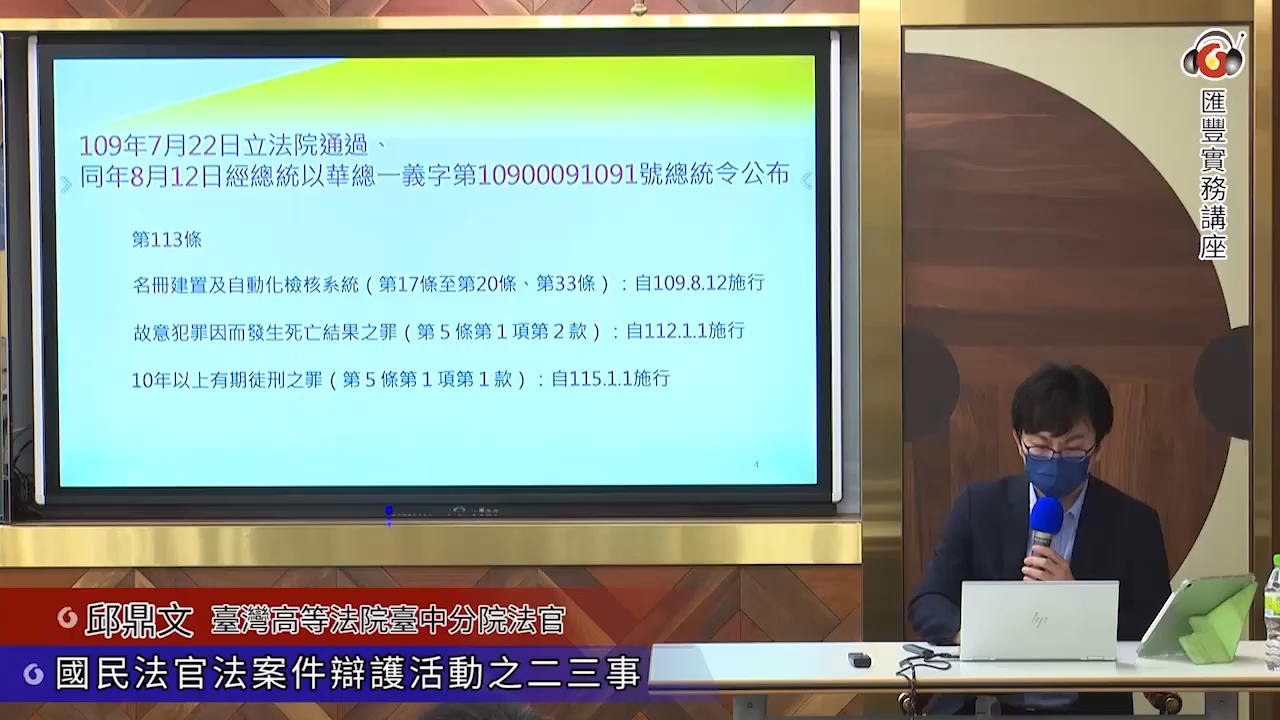 109年7月22日立法院通過、
同年8月12日經總統以華總一義字第10900091091號總統令公布
第113條
名冊建置及自動化檢核系統（第17條至第20條、第33條）：自109.8.12施行
故意犯罪因而發生死亡結果之罪（第５條第１項第２款）：自112.1.1施行
10年以上有期徒刑之罪（第５條第１項第１款）：自115.1.1施行
4
匯豐實務講座
hp
邱鼎文 臺灣高等法院臺中分院法官
國民法官法案件辯護活動之二三事